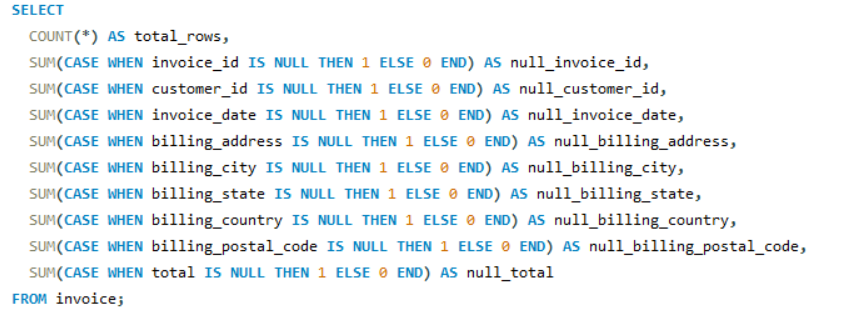 SELECT
COUNT(*) AS total_rows,
SUM(CASE WHEN invoice_id IS NULL THEN 1 ELSE 0 END) AS null_invoice_id,
SUM(CASE WHEN customer_id IS NULL THEN 1 ELSE 0 END) AS null_customer_id,
SUM(CASE WHEN invoice_date IS NULL THEN 1 ELSE 0 END) AS null_invoice_date,
SUM(CASE WHEN billing_address IS NULL THEN 1 ELSE 0 END) AS null_billing_address,
SUM(CASE WHEN billing_city IS NULL THEN 1 ELSE 0 END) AS null_billing_city,
SUM(CASE WHEN billing_state IS NULL THEN 1 ELSE 0 END) AS null_billing_state,
SUM(CASE WHEN billing_country IS NULL THEN 1 ELSE 0 END) AS null_billing_country,
SUM(CASE WHEN billing_postal_code IS NULL THEN 1 ELSE 0 END) AS null_billing_postal_code,
SUM(CASE WHEN total IS NULL THEN 1 ELSE 0 END) AS null_total
FROM invoice;